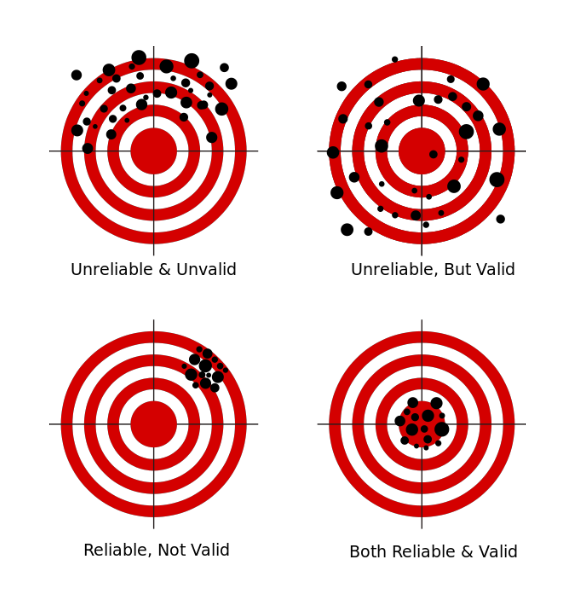 Unreliable & Unvalid
Unreliable, But Valid
Reliable, Not Valid
Both Reliable & Valid